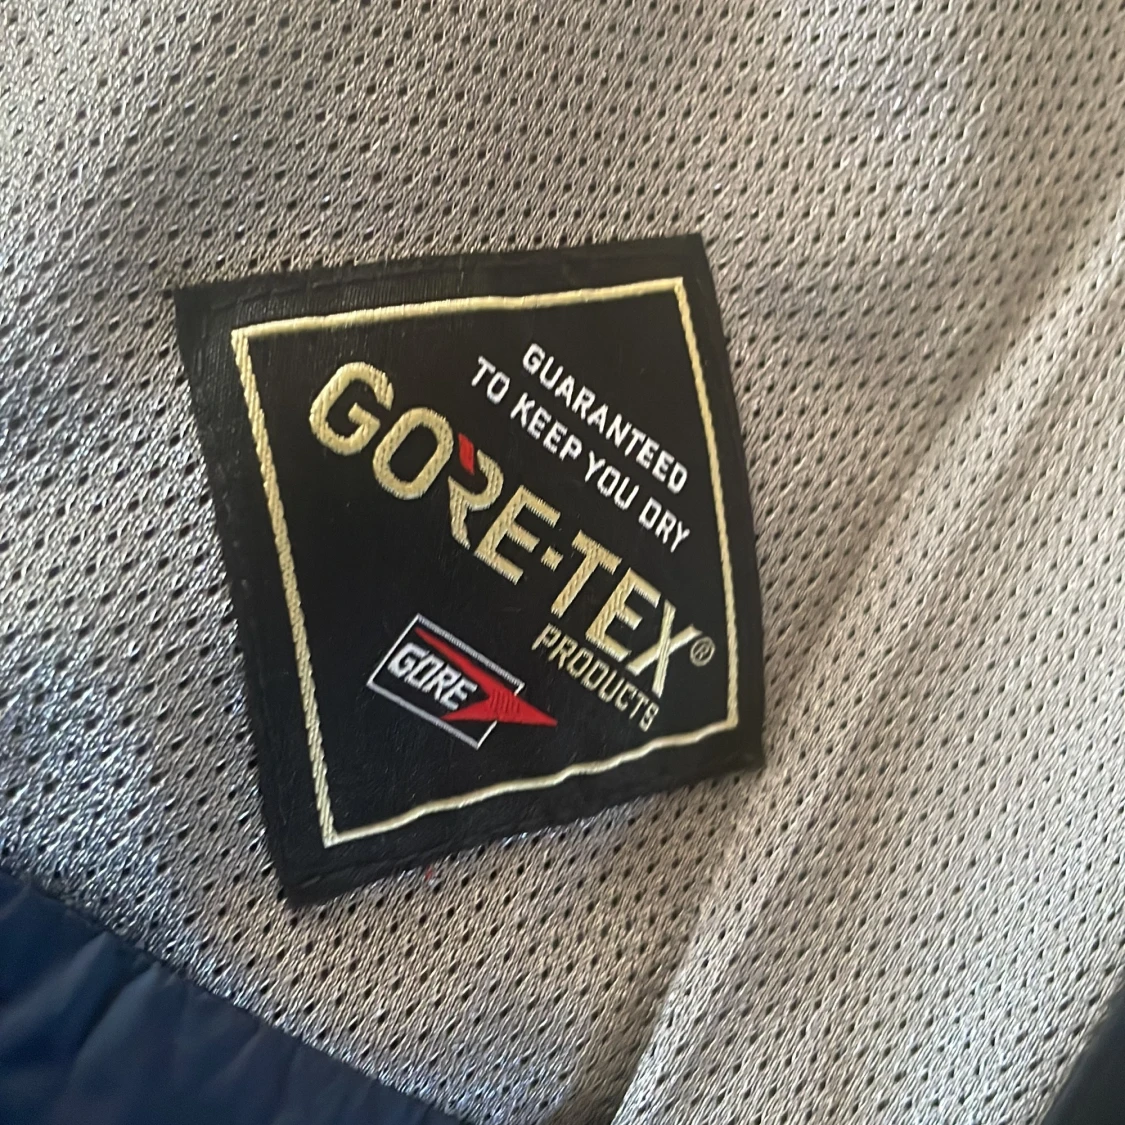 GUARANTEED
TO KEEP YOU DRY
GORE-TEX®
PRODUCTS
GORE